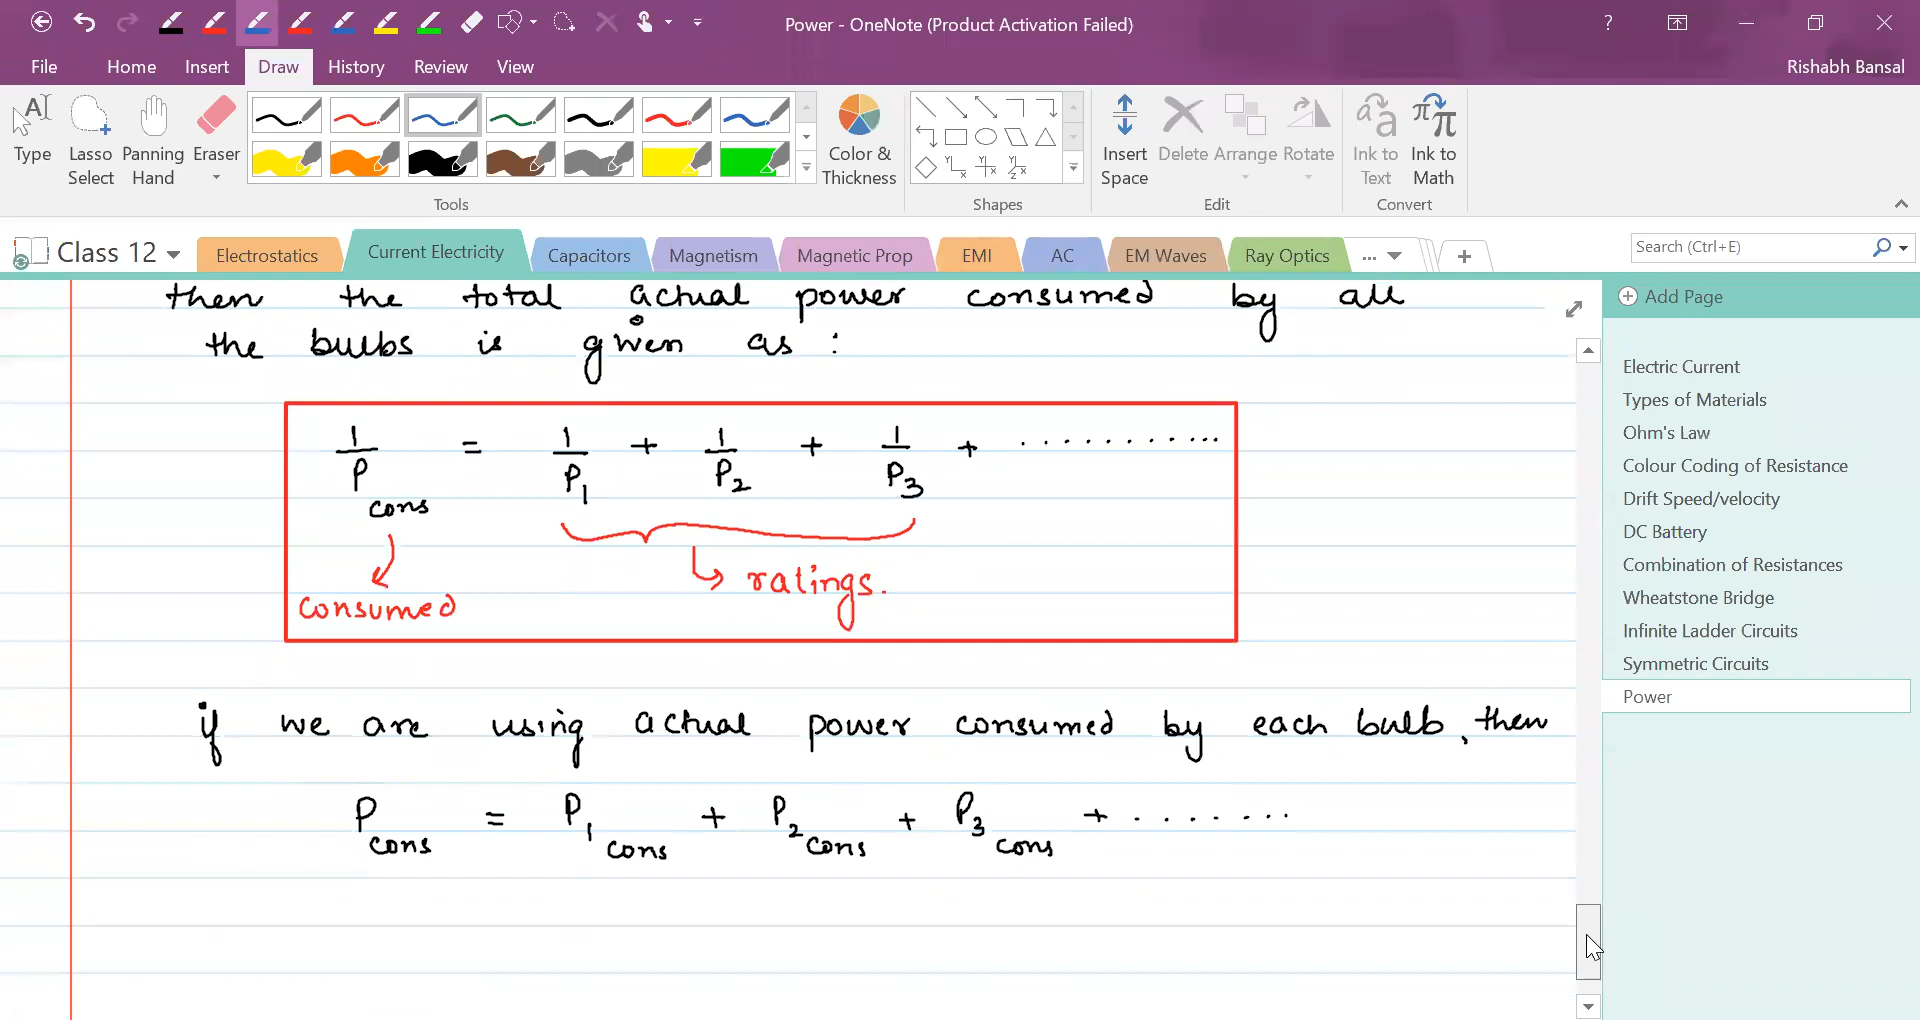 Power - OneNote (Product Activation Failed)
?
File Home Insert Draw History Review View
Rishabh Bansal
Type
Lasso Select
Panning Hand
Eraser
Color & Thickness
Insert Space
Delete
Arrange
Rotate
Ink to Text
Ink to Math
Tools
Shapes
Edit
Convert
Class 12
Electrostatics
Current Electricity
Capacitors
Magnetism
Magnetic Prop
EMI
AC
EM Waves
Ray Optics
...
+
Search (Ctrl+E)
Add Page
Electric Current
Types of Materials
Ohm's Law
Colour Coding of Resistance
Drift Speed/velocity
DC Battery
Combination of Resistances
Wheatstone Bridge
Infinite Ladder Circuits
Symmetric Circuits
Power
then the total actual power consumed by all
the bulbs is given as :
1/P cons = 1/P1 + 1/P2 + 1/P3 + ...........
consumed
ratings.
if we are using actual power consumed by each bulb, then
P cons = P1 cons + P2 cons + P3 cons + ........